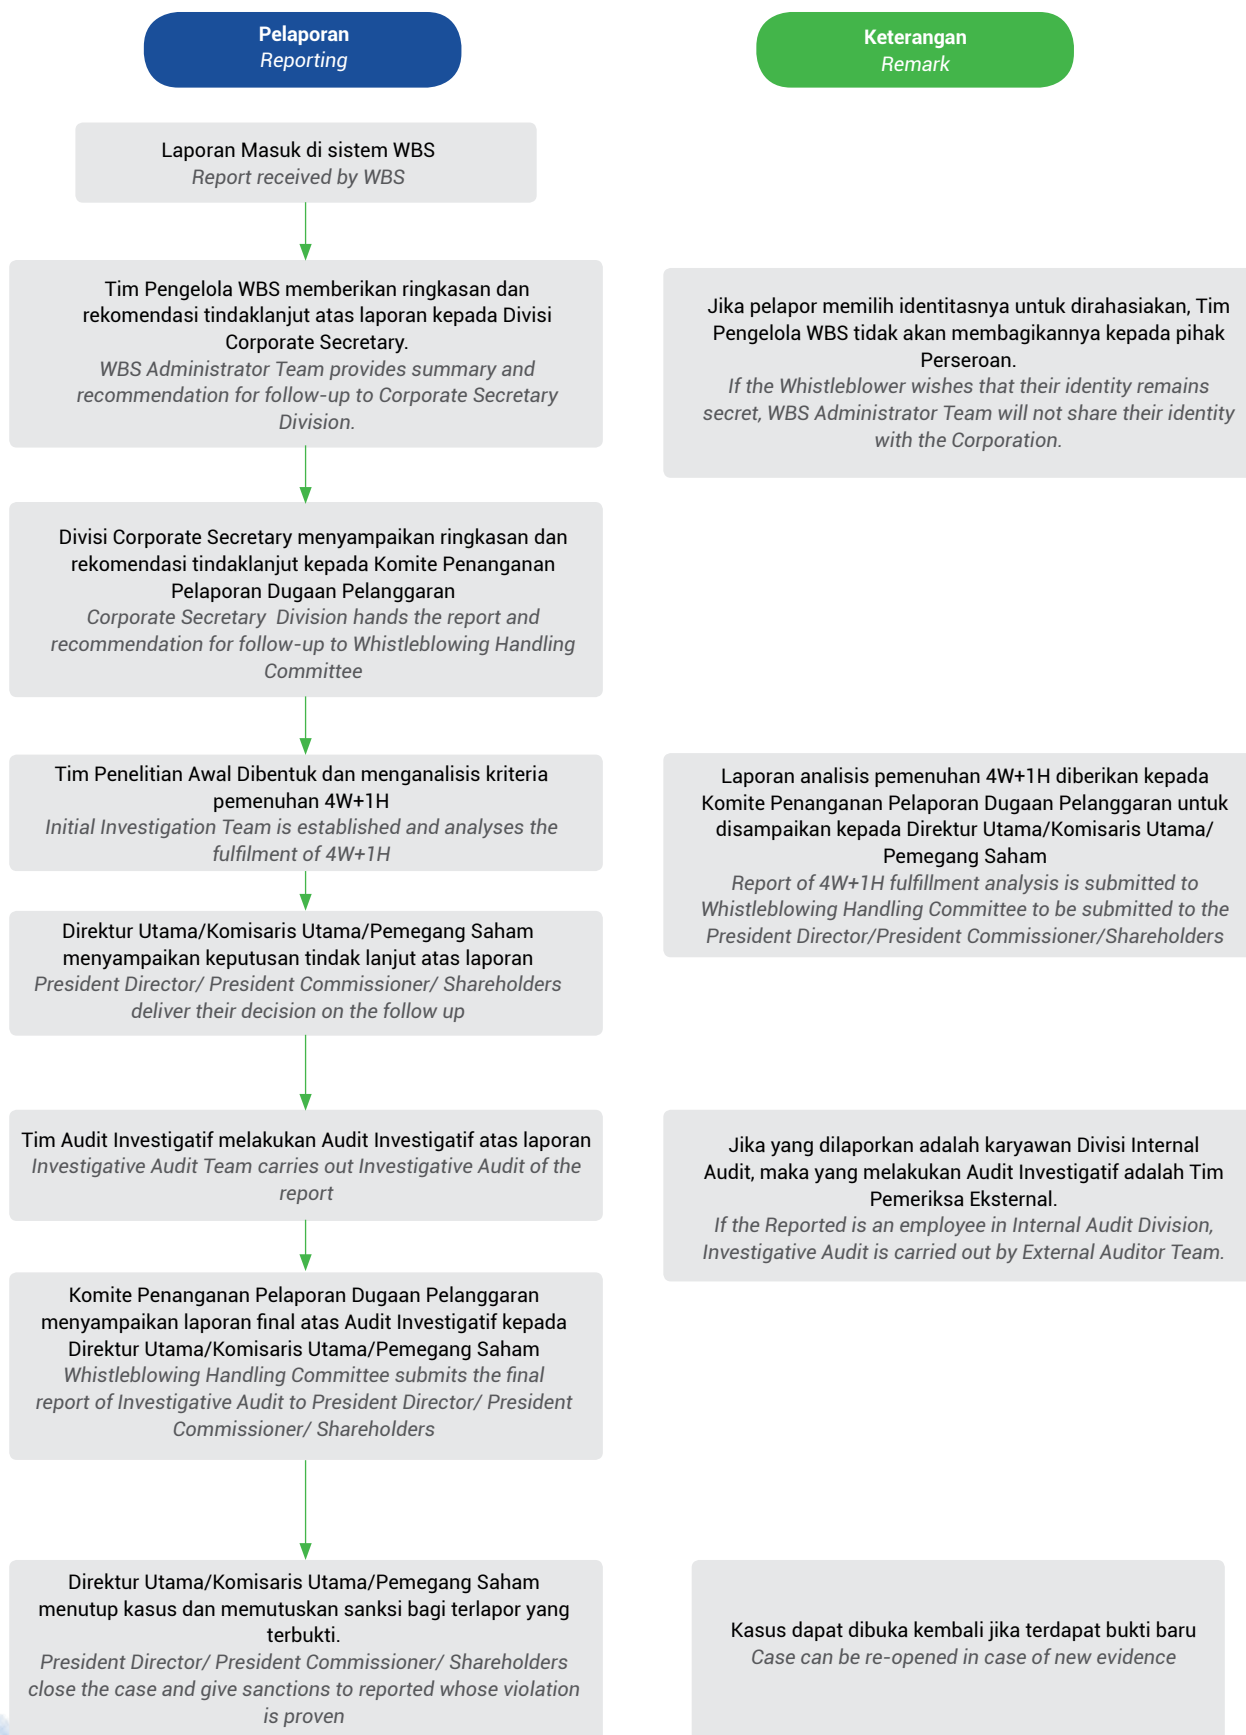 Pelaporan
Reporting
Keterangan
Remark
Laporan Masuk di sistem WBS
Report received by WBS
Tim Pengelola WBS memberikan ringkasan dan
rekomendasi tindaklanjut atas laporan kepada Divisi
Corporate Secretary.
WBS Administrator Team provides summary and
recommendation for follow-up to Corporate Secretary
Division.
Jika pelapor memilih identitasnya untuk dirahasiakan, Tim
Pengelola WBS tidak akan membagikannya kepada pihak
Perseroan.
If the Whistleblower wishes that their identity remains
secret, WBS Administrator Team will not share their identity
with the Corporation.
Divisi Corporate Secretary menyampaikan ringkasan dan
rekomendasi tindaklanjut kepada Komite Penanganan
Pelaporan Dugaan Pelanggaran
Corporate Secretary Division hands the report and
recommendation for follow-up to Whistleblowing Handling
Committee
Tim Penelitian Awal Dibentuk dan menganalisis kriteria
pemenuhan 4W+1H
Initial Investigation Team is established and analyses the
fulfilment of 4W+1H
Laporan analisis pemenuhan 4W+1H diberikan kepada
Komite Penanganan Pelaporan Dugaan Pelanggaran untuk
disampaikan kepada Direktur Utama/Komisaris Utama/
Pemegang Saham
Report of 4W+1H fulfillment analysis is submitted to
Whistleblowing Handling Committee to be submitted to the
President Director/President Commissioner/Shareholders
Direktur Utama/Komisaris Utama/Pemegang Saham
menyampaikan keputusan tindak lanjut atas laporan
President Director/ President Commissioner/ Shareholders
deliver their decision on the follow up
Tim Audit Investigatif melakukan Audit Investigatif atas laporan
Investigative Audit Team carries out Investigative Audit of the
report
Jika yang dilaporkan adalah karyawan Divisi Internal
Audit, maka yang melakukan Audit Investigatif adalah Tim
Pemeriksa Eksternal.
If the Reported is an employee in Internal Audit Division,
Investigative Audit is carried out by External Auditor Team.
Komite Penanganan Pelaporan Dugaan Pelanggaran
menyampaikan laporan final atas Audit Investigatif kepada
Direktur Utama/Komisaris Utama/Pemegang Saham
Whistleblowing Handling Committee submits the final
report of Investigative Audit to President Director/ President
Commissioner/ Shareholders
Direktur Utama/Komisaris Utama/Pemegang Saham
menutup kasus dan memutuskan sanksi bagi terlapor yang
terbukti.
President Director/ President Commissioner/ Shareholders
close the case and give sanctions to reported whose violation
is proven
Kasus dapat dibuka kembali jika terdapat bukti baru
Case can be re-opened in case of new evidence